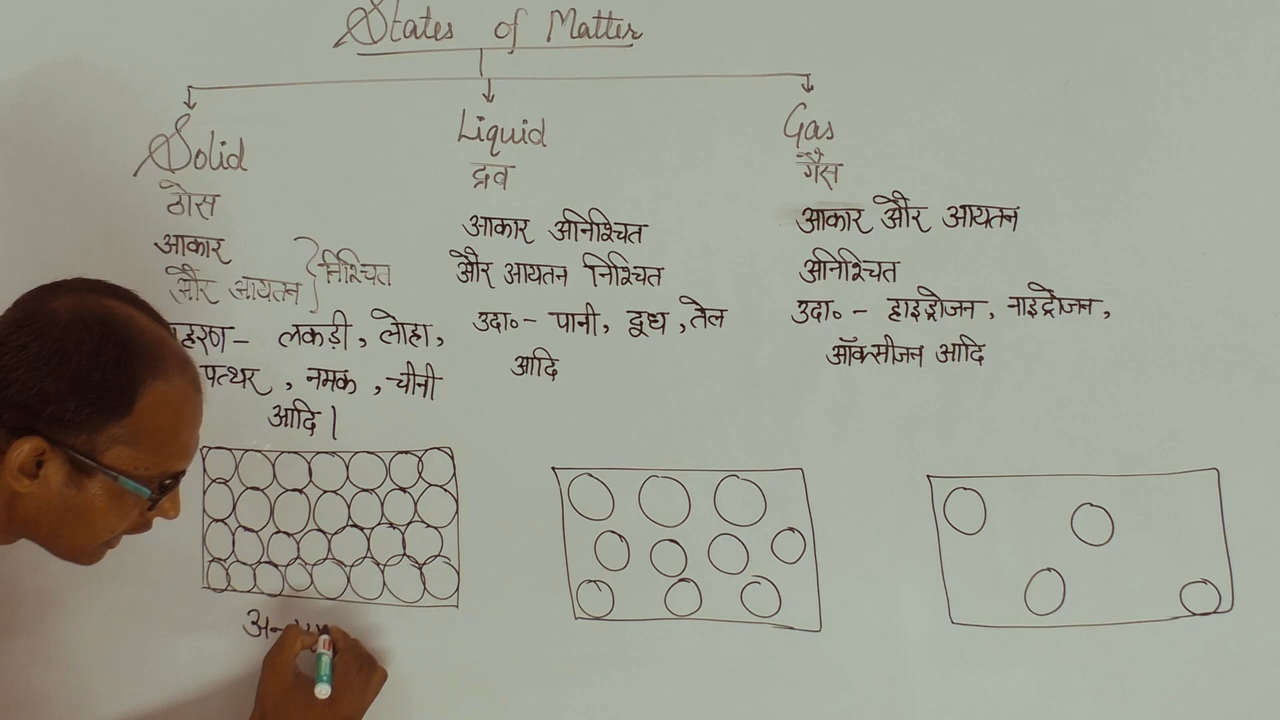 States of Matter
Solid
ठोस
आकार
और आयतन } निश्चित
लकड़ी, लोहा,
पत्थर, नमक, चीनी
आदि।
Liquid
द्रव
आकार अनिश्चित
और आयतन निश्चित
उदा०- पानी, दूध, तेल
आदि
Gas
गैस
आकार और आयतन
अनिश्चित
उदा०- हाइड्रोजन, नाइट्रोजन,
ऑक्सीजन आदि